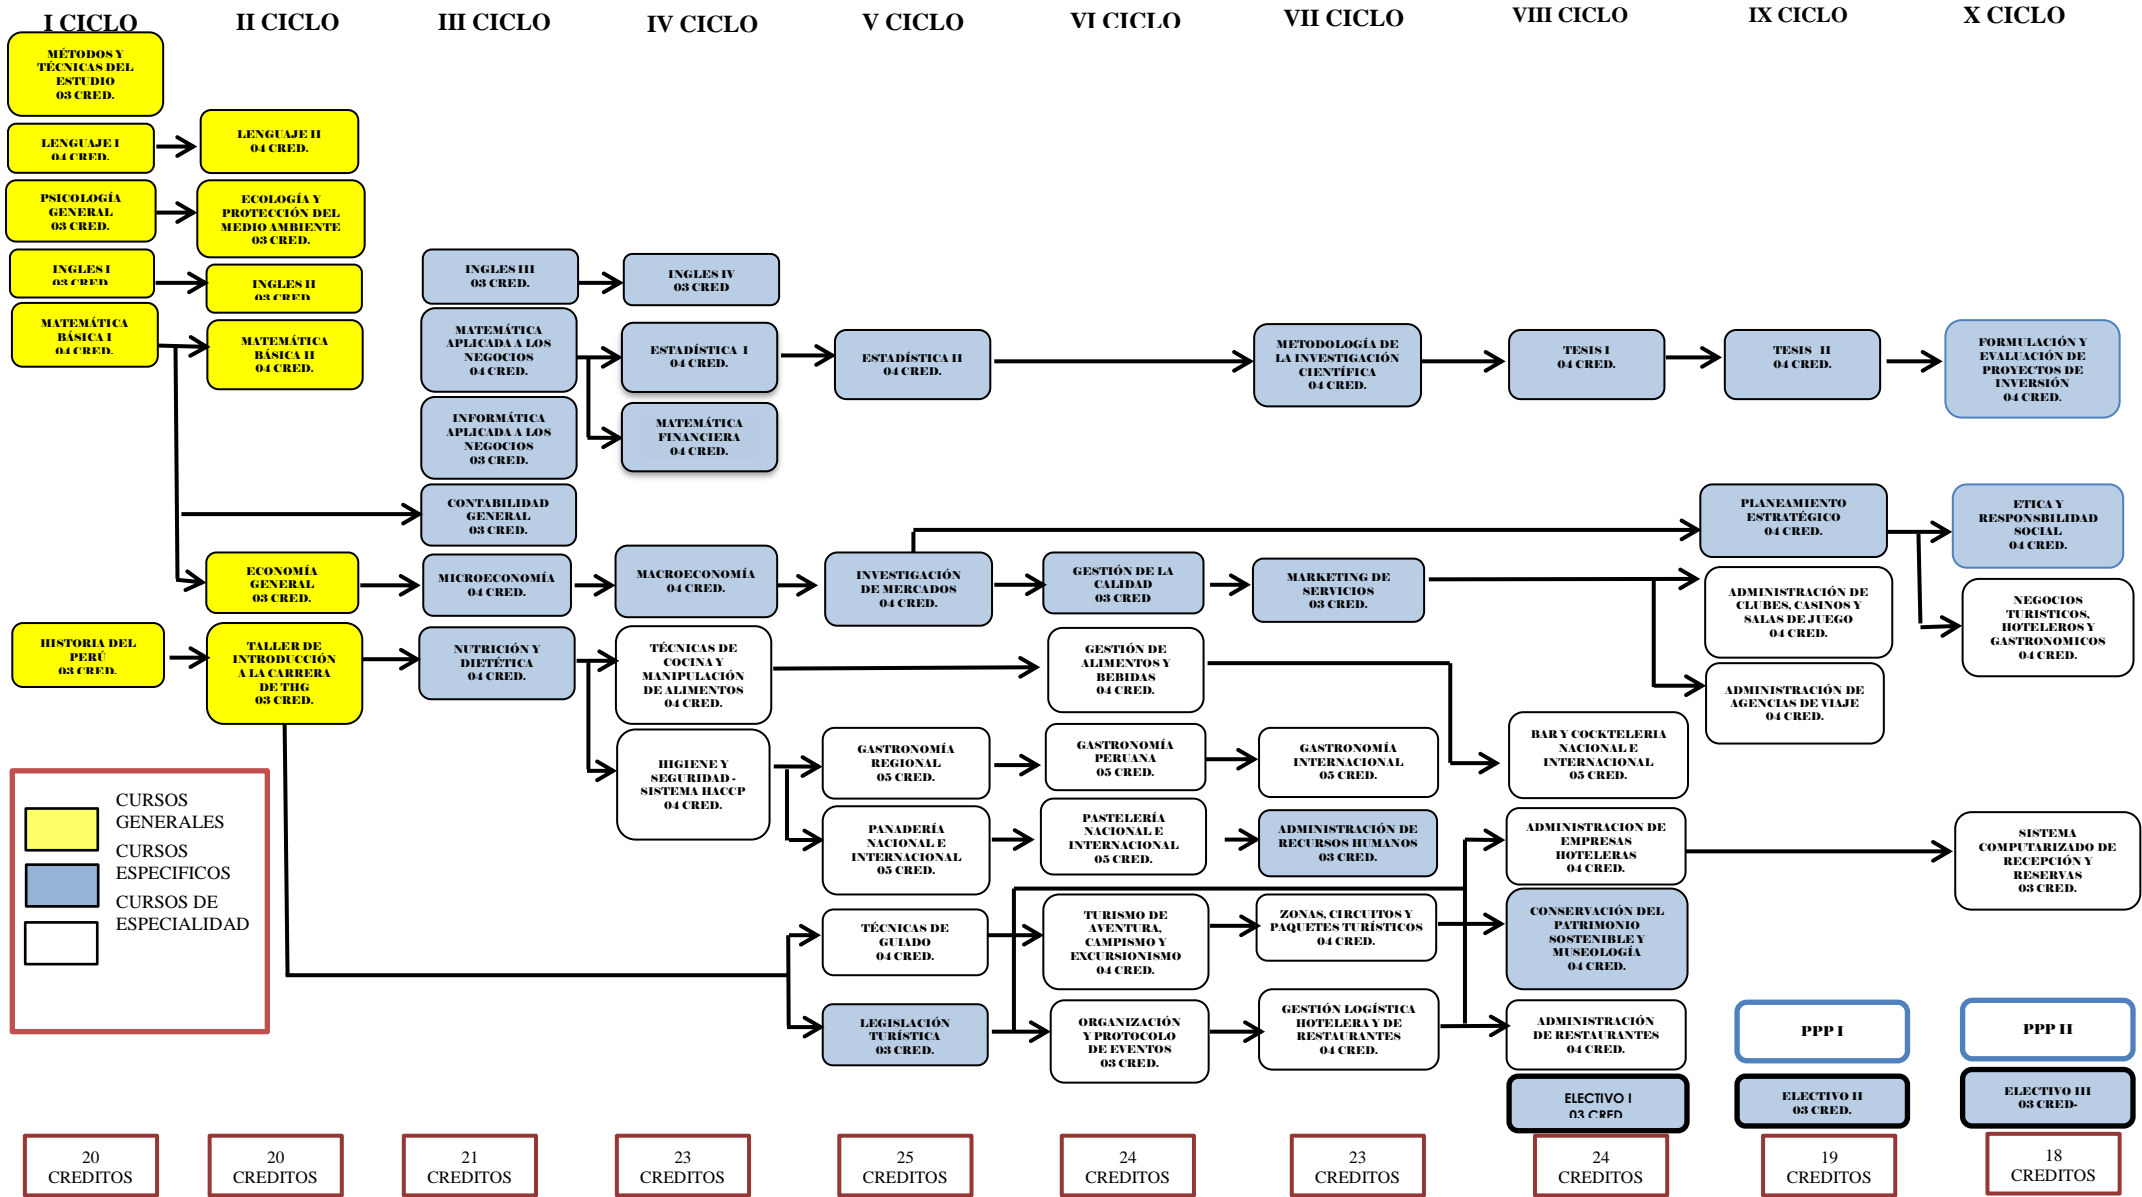 I CICLO
II CICLO
III CICLO
IV CICLO
V CICLO
VI CICLO
VII CICLO
VIII CICLO
IX CICLO
X CICLO
MÉTODOS Y
TÉCNICAS DEL
ESTUDIO
03 CRED.
LENGUAJE I
04 CRED.
PSICOLOGÍA
GENERAL
03 CRED.
INGLES I
03 CRED
MATEMÁTICA
BÁSICA I
04 CRED.
HISTORIA DEL
PERÚ
03 CRED.
LENGUAJE II
04 CRED.
ECOLOGÍA Y
PROTECCIÓN DEL
MEDIO AMBIENTE
03 CRED.
INGLES II
03 CRED
MATEMÁTICA
BÁSICA II
04 CRED.
ECONOMÍA
GENERAL
03 CRED.
TALLER DE
INTRODUCCIÓN
A LA CARRERA
DE THG
03 CRED.
INGLES III
03 CRED.
MATEMÁTICA
APLICADA A LOS
NEGOCIOS
04 CRED.
INFORMÁTICA
APLICADA A LOS
NEGOCIOS
03 CRED.
CONTABILIDAD
GENERAL
03 CRED.
MICROECONOMÍA
04 CRED.
NUTRICIÓN Y
DIETÉTICA
04 CRED.
INGLES IV
03 CRED
ESTADÍSTICA I
04 CRED.
MATEMÁTICA
FINANCIERA
04 CRED.
MACROECONOMÍA
04 CRED.
TÉCNICAS DE
COCINA Y
MANIPULACIÓN
DE ALIMENTOS
04 CRED.
HIGIENE Y
SEGURIDAD -
SISTEMA HACCP
04 CRED.
ESTADÍSTICA II
04 CRED.
INVESTIGACIÓN
DE MERCADOS
04 CRED.
GASTRONOMÍA
REGIONAL
05 CRED.
PANADERÍA
NACIONAL E
INTERNACIONAL
05 CRED.
TÉCNICAS DE
GUIADO
04 CRED.
LEGISLACIÓN
TURÍSTICA
03 CRED.
GESTIÓN DE LA
CALIDAD
03 CRED
GESTIÓN DE
ALIMENTOS Y
BEBIDAS
04 CRED.
GASTRONOMÍA
PERUANA
05 CRED.
PASTELERÍA
NACIONAL E
INTERNACIONAL
05 CRED.
TURISMO DE
AVENTURA,
CAMPISMO Y
EXCURSIONISMO
04 CRED.
ORGANIZACIÓN
Y PROTOCOLO
DE EVENTOS
03 CRED.
METODOLOGÍA DE
LA INVESTIGACIÓN
CIENTÍFICA
04 CRED.
MARKETING DE
SERVICIOS
03 CRED.
GASTRONOMÍA
INTERNACIONAL
05 CRED.
ADMINISTRACIÓN DE
RECURSOS HUMANOS
03 CRED.
ZONAS, CIRCUITOS Y
PAQUETES TURÍSTICOS
04 CRED.
GESTIÓN LOGÍSTICA
HOTELERA Y DE
RESTAURANTES
04 CRED.
TESIS I
04 CRED.
BAR Y COCKTELERIA
NACIONAL E
INTERNACIONAL
05 CRED.
ADMINISTRACION DE
EMPRESAS
HOTELERAS
04 CRED.
CONSERVACIÓN DEL
PATRIMONIO
SOSTENIBLE Y
MUSEOLOGÍA
04 CRED.
ADMINISTRACIÓN
DE RESTAURANTES
04 CRED.
ELECTIVO I
03 CRED
TESIS II
04 CRED.
PLANEAMIENTO
ESTRATÉGICO
04 CRED.
ADMINISTRACIÓN DE
CLUBES, CASINOS Y
SALAS DE JUEGO
04 CRED.
ADMINISTRACIÓN DE
AGENCIAS DE VIAJE
04 CRED.
PPP I
ELECTIVO II
03 CRED.
FORMULACIÓN Y
EVALUACIÓN DE
PROYECTOS DE
INVERSIÓN
04 CRED.
ETICA Y
RESPONSBILIDAD
SOCIAL
04 CRED.
NEGOCIOS
TURISTICOS,
HOTELEROS Y
GASTRONOMICOS
04 CRED.
SISTEMA
COMPUTARIZADO DE
RECEPCIÓN Y
RESERVAS
03 CRED.
PPP II
ELECTIVO III
03 CRED-
CURSOS
GENERALES
CURSOS
ESPECIFICOS
CURSOS DE
ESPECIALIDAD
20
CREDITOS
20
CREDITOS
21
CREDITOS
23
CREDITOS
25
CREDITOS
24
CREDITOS
23
CREDITOS
24
CREDITOS
19
CREDITOS
18
CREDITOS